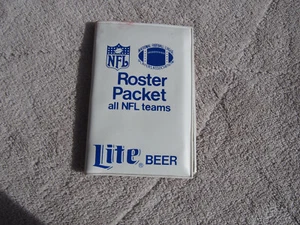 NFL
Roster
Packet
all NFL teams
Lite® BEER